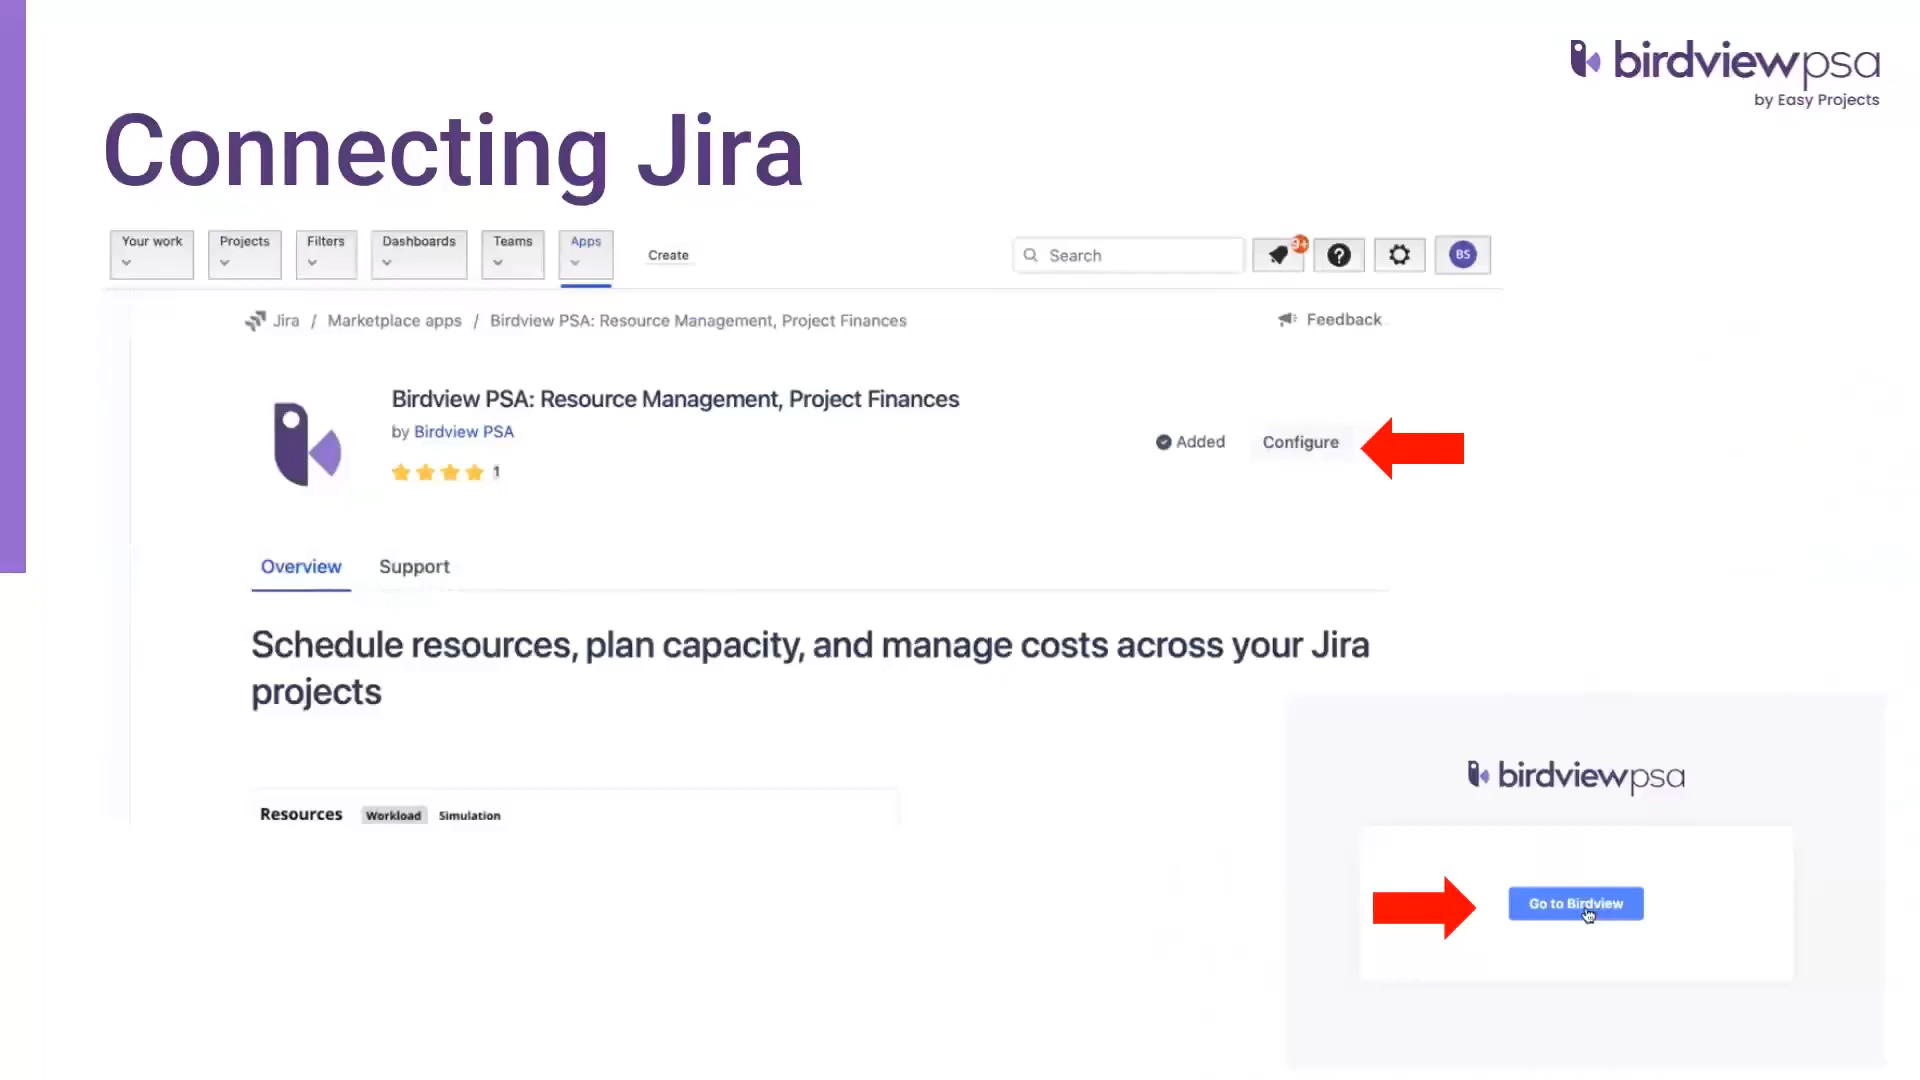 birdviewpsa
by Easy Projects
Connecting Jira
Your work
Projects
Filters
Dashboards
Teams
Apps
Create
Search
9+
?
BS
Jira / Marketplace apps / Birdview PSA: Resource Management, Project Finances
Feedback
Birdview PSA: Resource Management, Project Finances
by Birdview PSA
1
Added
Configure
Overview
Support
Schedule resources, plan capacity, and manage costs across your Jira
projects
Resources
Workload
Simulation
birdviewpsa
Go to Birdview